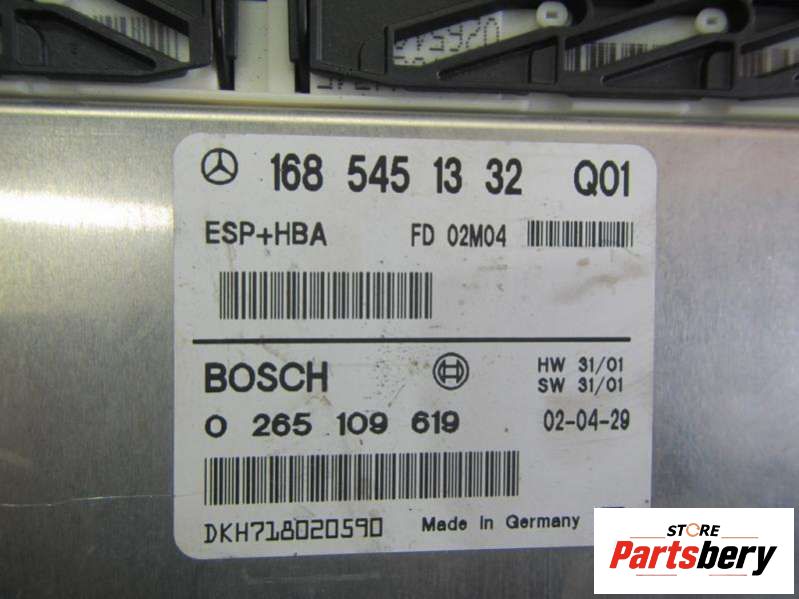 168 545 13 32 Q01
ESP+HBA FD 02M04
BOSCH HW 31/01
SW 31/01
0 265 109 619 02-04-29
DKH718020590 Made in Germany
STORE
Partsbery